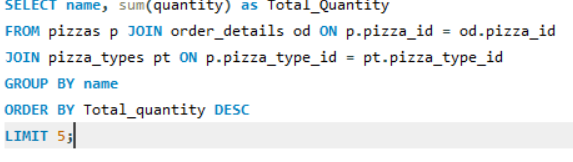 SELECT name, sum(quantity) as Total_Quantity
FROM pizzas p JOIN order_details od ON p.pizza_id = od.pizza_id
JOIN pizza_types pt ON p.pizza_type_id = pt.pizza_type_id
GROUP BY name
ORDER BY Total_quantity DESC
LIMIT 5;